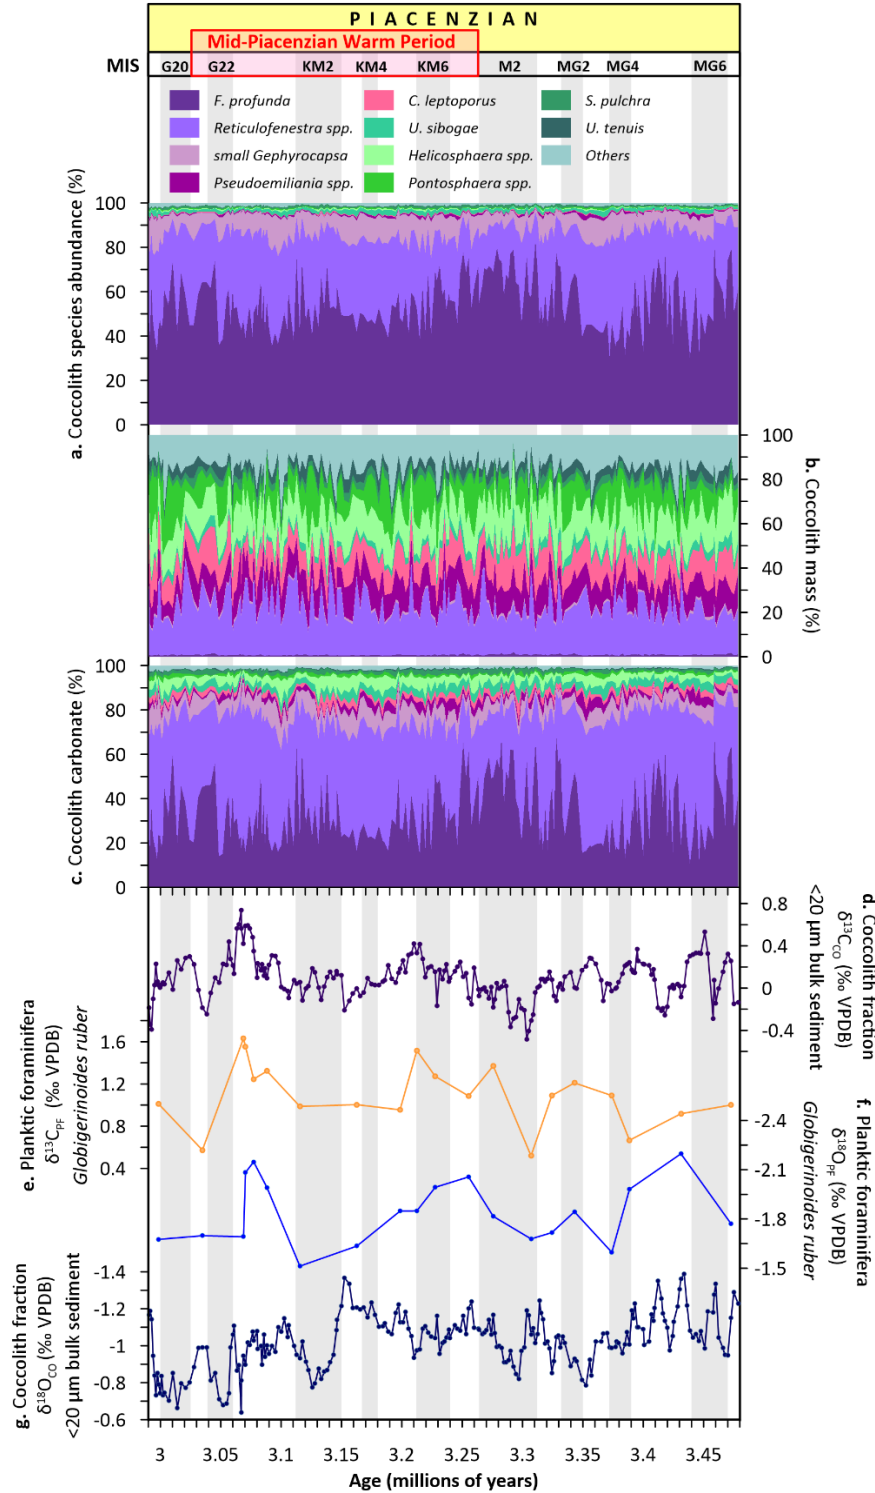 PIACENZIAN
Mid-Piacenzian Warm Period
MIS G20 G22 KM2 KM4 KM6 M2 MG2 MG4 MG6
F. profunda
Reticulofenestra spp.
small Gephyrocapsa
Pseudoemiliania spp.
C. leptoporus
U. sibogae
Helicosphaera spp.
Pontosphaera spp.
S. pulchra
U. tenuis
Others
a. Coccolith species abundance (%)
100
80
60
40
20
0
b. Coccolith mass (%)
100
80
60
40
20
0
c. Coccolith carbonate (%)
100
80
60
40
20
0
d. Coccolith fraction
δ13CCO (‰ VPDB)
<20 µm bulk sediment
0.8
0.4
0
-0.4
e. Planktic foraminifera
δ13CPF (‰ VPDB)
Globigerinoides ruber
1.6
1.2
0.8
0.4
f. Planktic foraminifera
δ18OPF (‰ VPDB)
Globigerinoides ruber
-2.4
-2.1
-1.8
-1.5
g. Coccolith fraction
δ18OCO (‰ VPDB)
<20 µm bulk sediment
-1.4
-1.2
-1
-0.8
-0.6
3 3.05 3.1 3.15 3.2 3.25 3.3 3.35 3.4 3.45
Age (millions of years)